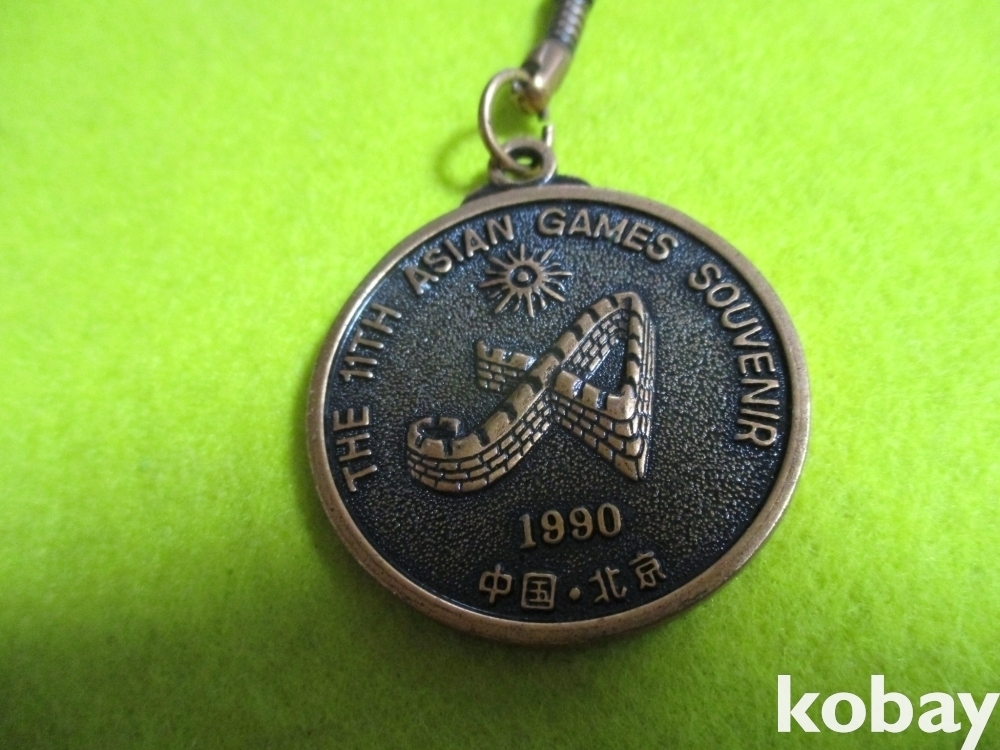 THE 11TH ASIAN GAMES SOUVENIR
1990
中国·北京
kobay